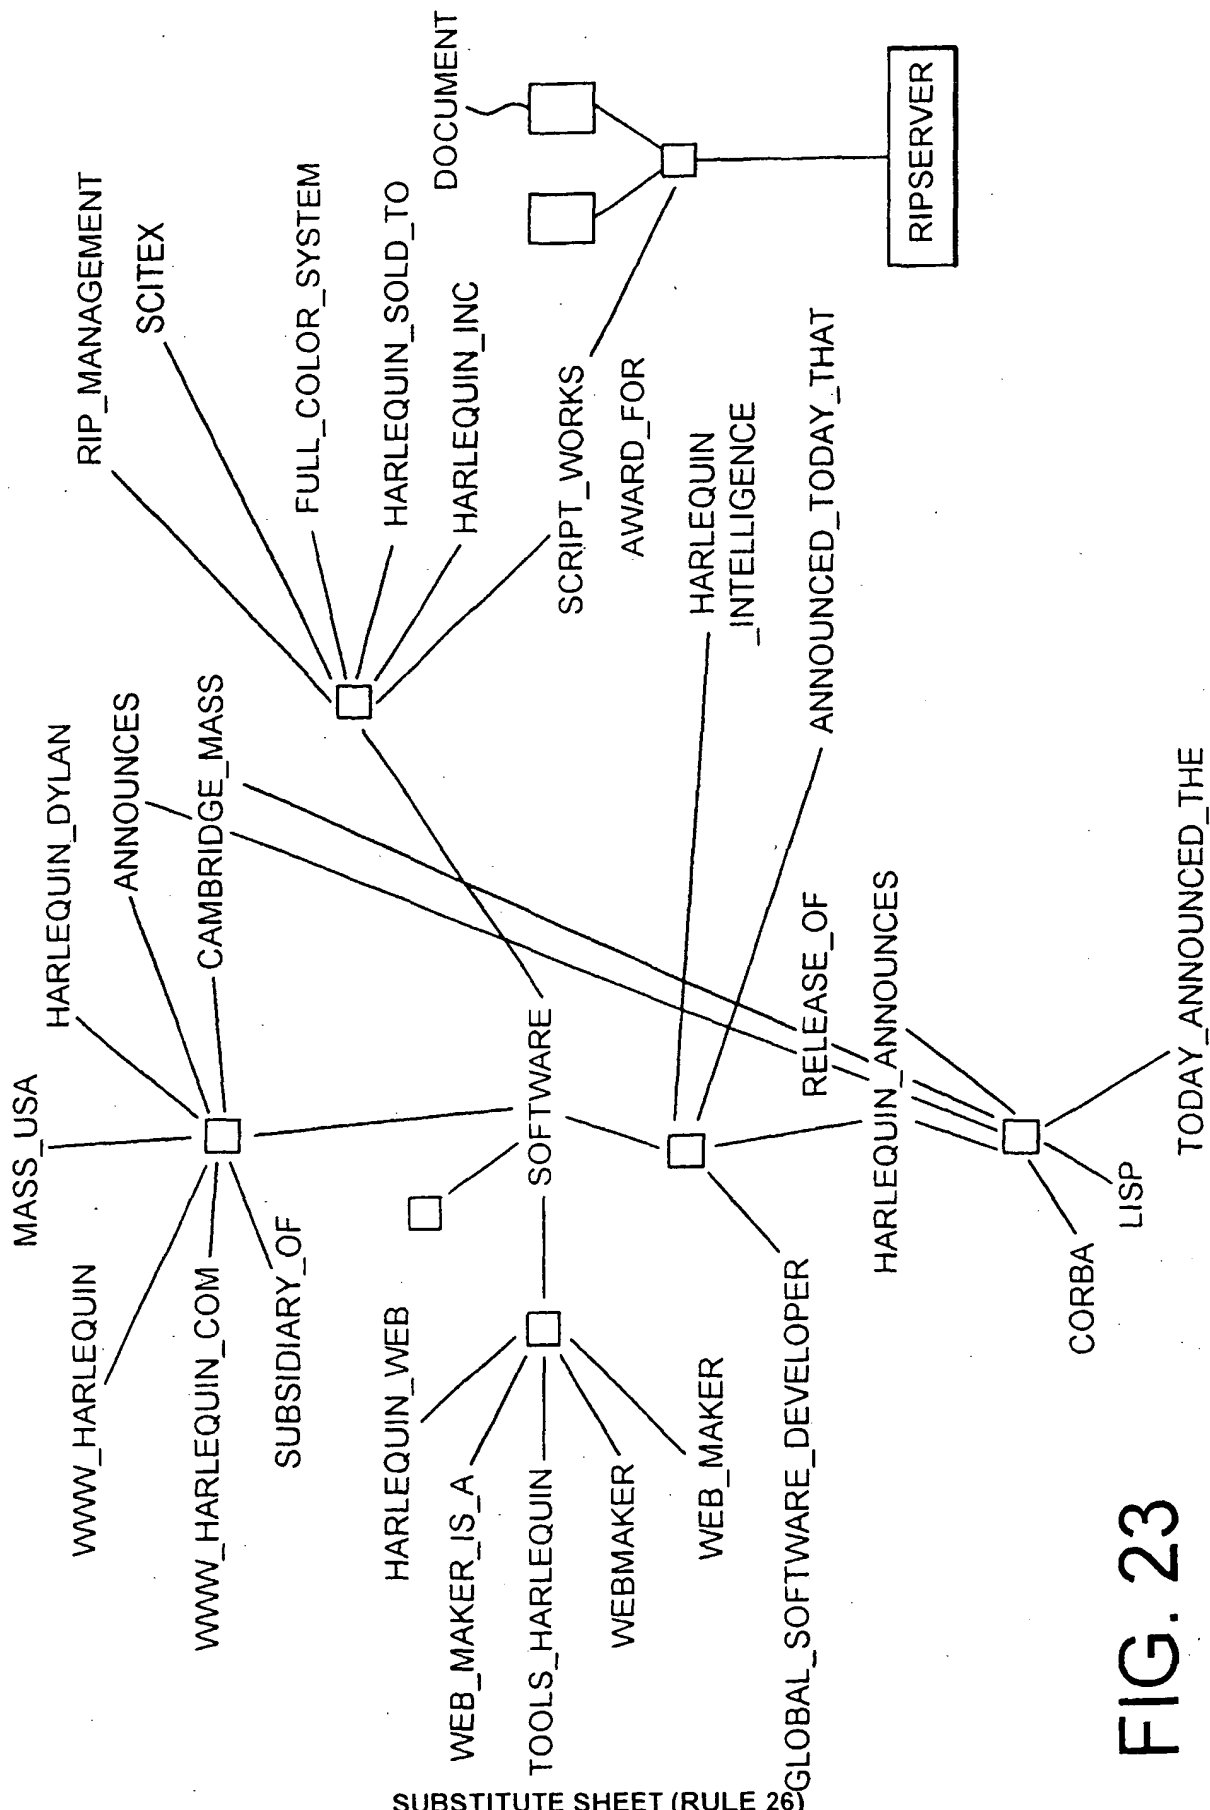 MASS_USA
HARLEQUIN_DYLAN
ANNOUNCES
CAMBRIDGE_MASS
WWW_HARLEQUIN
WWW_HARLEQUIN_COM
SUBSIDIARY_OF
RIP_MANAGEMENT
SCITEX
FULL_COLOR_SYSTEM
HARLEQUIN_SOLD_TO
HARLEQUIN_INC
SCRIPT_WORKS
AWARD_FOR
DOCUMENT
RIPSERVER
SOFTWARE
HARLEQUIN_WEB
WEB_MAKER_IS_A
TOOLS_HARLEQUIN
WEBMAKER
WEB_MAKER
GLOBAL_SOFTWARE_DEVELOPER
HARLEQUIN
_INTELLIGENCE
ANNOUNCED_TODAY_THAT
RELEASE_OF
HARLEQUIN_ANNOUNCES
CORBA
LISP
TODAY_ANNOUNCED_THE
FIG. 23
SUBSTITUTE SHEET (RULE 26)